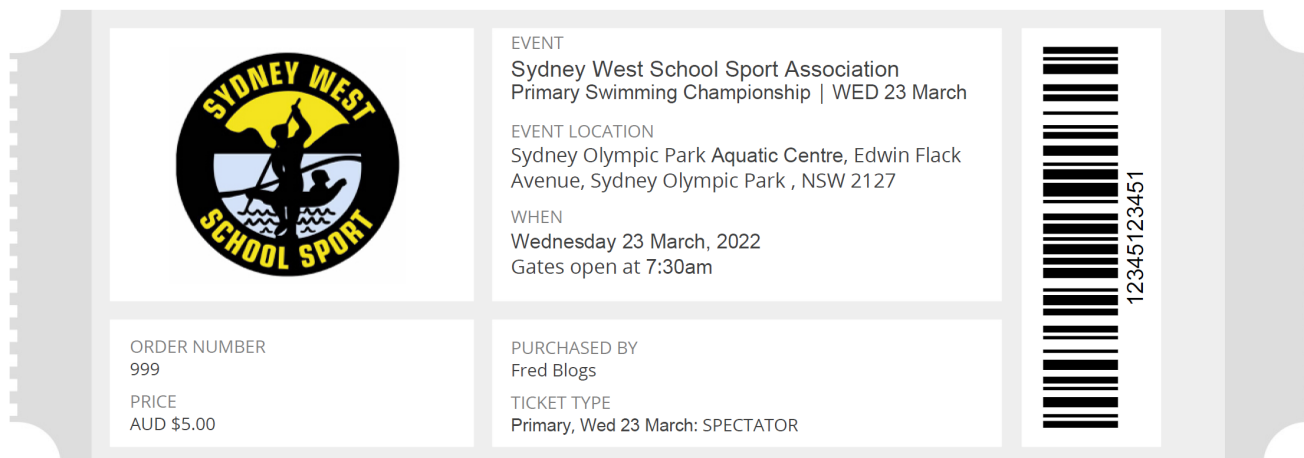 SYDNEY WEST
SCHOOL SPORT
EVENT
Sydney West School Sport Association
Primary Swimming Championship | WED 23 March
EVENT LOCATION
Sydney Olympic Park Aquatic Centre, Edwin Flack
Avenue, Sydney Olympic Park , NSW 2127
WHEN
Wednesday 23 March, 2022
Gates open at 7:30am
12345123451
ORDER NUMBER
999
PRICE
AUD $5.00
PURCHASED BY
Fred Blogs
TICKET TYPE
Primary, Wed 23 March: SPECTATOR